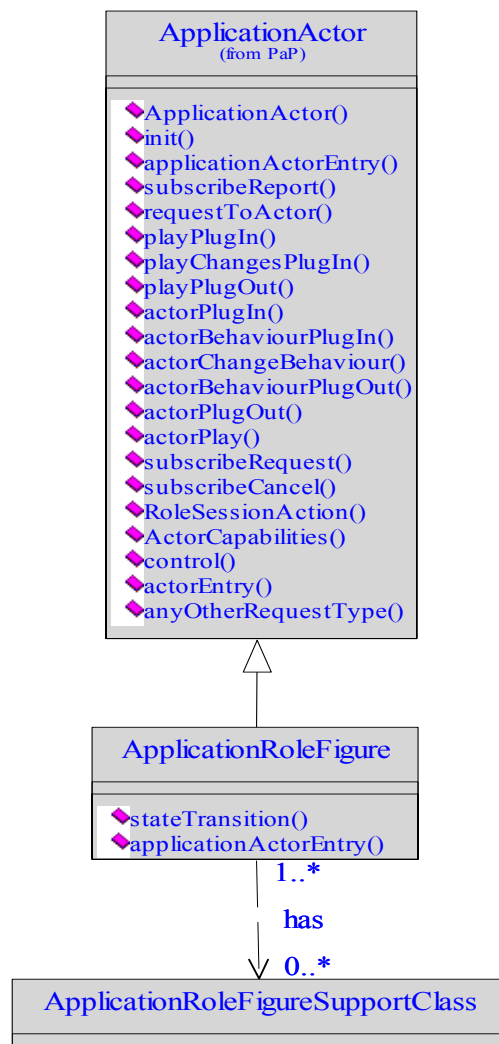 ApplicationActor
(from PaP)
ApplicationActor()
init()
applicationActorEntry()
subscribeReport()
requestToActor()
playPlugIn()
playChangesPlugIn()
playPlugOut()
actorPlugIn()
actorBehaviourPlugIn()
actorChangeBehaviour()
actorBehaviourPlugOut()
actorPlugOut()
actorPlay()
subscribeRequest()
subscribeCancel()
RoleSessionAction()
ActorCapabilities()
control()
actorEntry()
anyOtherRequestType()
ApplicationRoleFigure
stateTransition()
applicationActorEntry()
1..*
has
0..*
ApplicationRoleFigureSupportClass